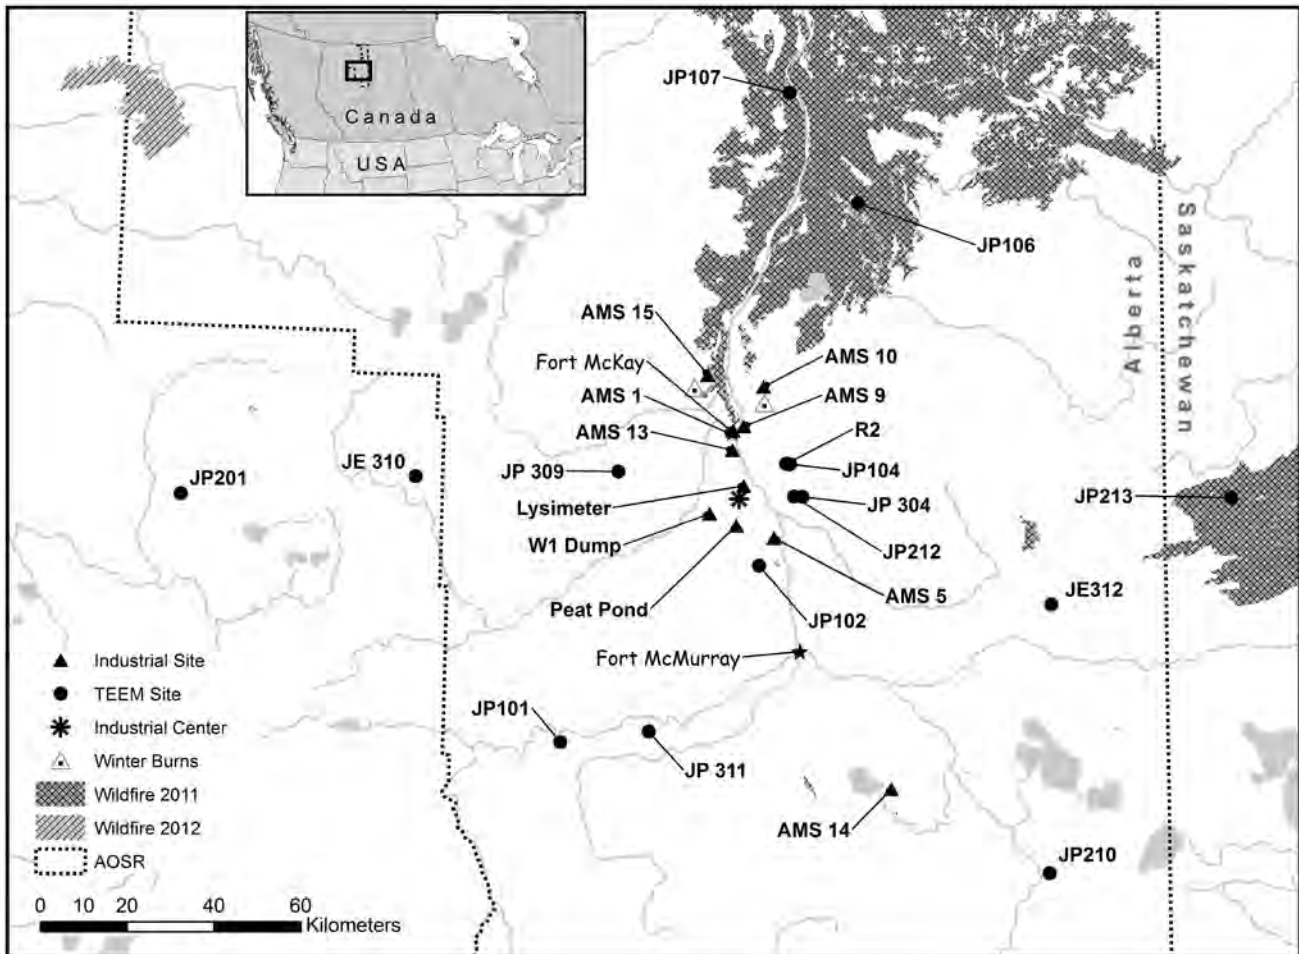 Canada
USA
JP107
JP106
Alberta
Saskatchewan
AMS 15
Fort McKay
AMS 10
AMS 1
AMS 9
AMS 13
R2
JP 309
JP104
JE 310
JP201
JP213
Lysimeter
JP 304
W1 Dump
JP212
Peat Pond
AMS 5
JE312
JP102
Fort McMurray
Industrial Site
TEEM Site
Industrial Center
Winter Burns
Wildfire 2011
Wildfire 2012
AOSR
JP101
JP 311
AMS 14
JP210
0 10 20 40 60
Kilometers